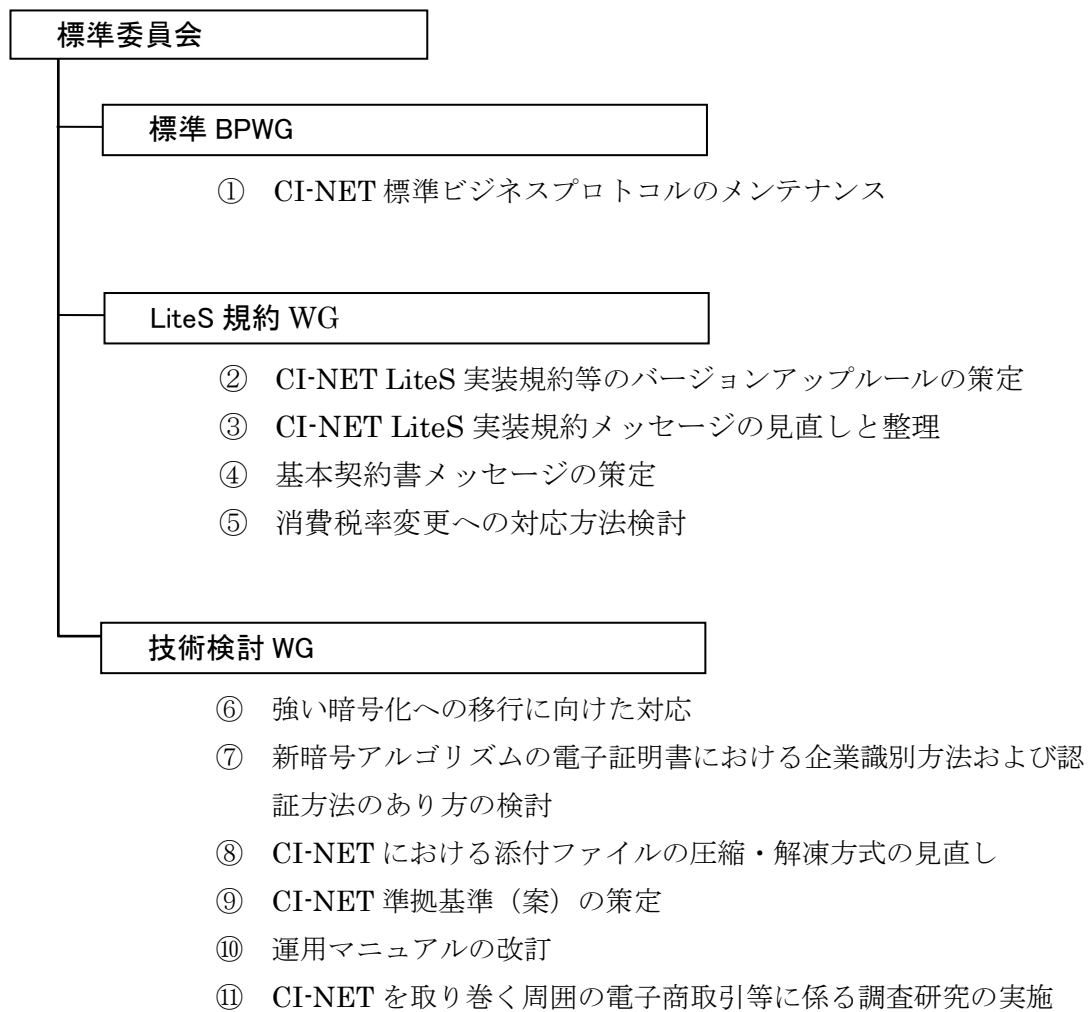 標準委員会
標準 BPWG
① CI-NET 標準ビジネスプロトコルのメンテナンス
LiteS 規約 WG
② CI-NET LiteS 実装規約等のバージョンアップルールの策定
③ CI-NET LiteS 実装規約メッセージの見直しと整理
④ 基本契約書メッセージの策定
⑤ 消費税率変更への対応方法検討
技術検討 WG
⑥ 強い暗号化への移行に向けた対応
⑦ 新暗号アルゴリズムの電子証明書における企業識別方法および認
証方法のあり方の検討
⑧ CI-NET における添付ファイルの圧縮・解凍方式の見直し
⑨ CI-NET 準拠基準（案）の策定
⑩ 運用マニュアルの改訂
⑪ CI-NET を取り巻く周囲の電子商取引等に係る調査研究の実施